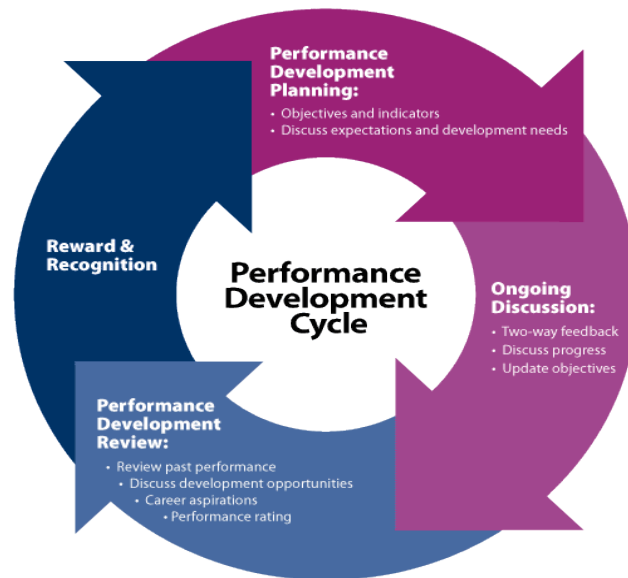 Performance
Development
Planning:
• Objectives and indicators
• Discuss expectations and development needs
Ongoing
Discussion:
• Two-way feedback
• Discuss progress
• Update objectives
Performance
Development
Review:
• Review past performance
• Discuss development opportunities
• Career aspirations
• Performance rating
Reward &
Recognition
Performance
Development
Cycle